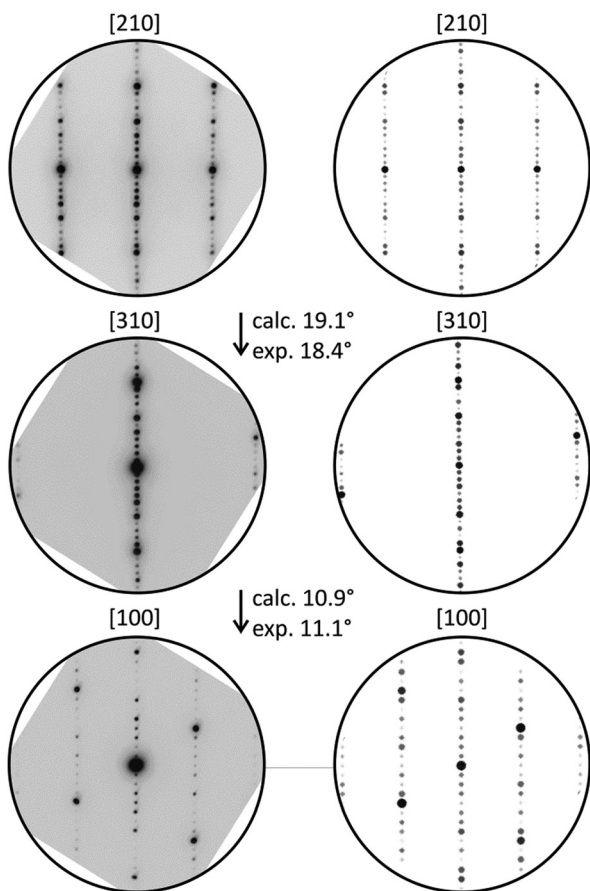 [210] [210]
calc. 19.1°
exp. 18.4°
[310] [310]
calc. 10.9°
exp. 11.1°
[100] [100]